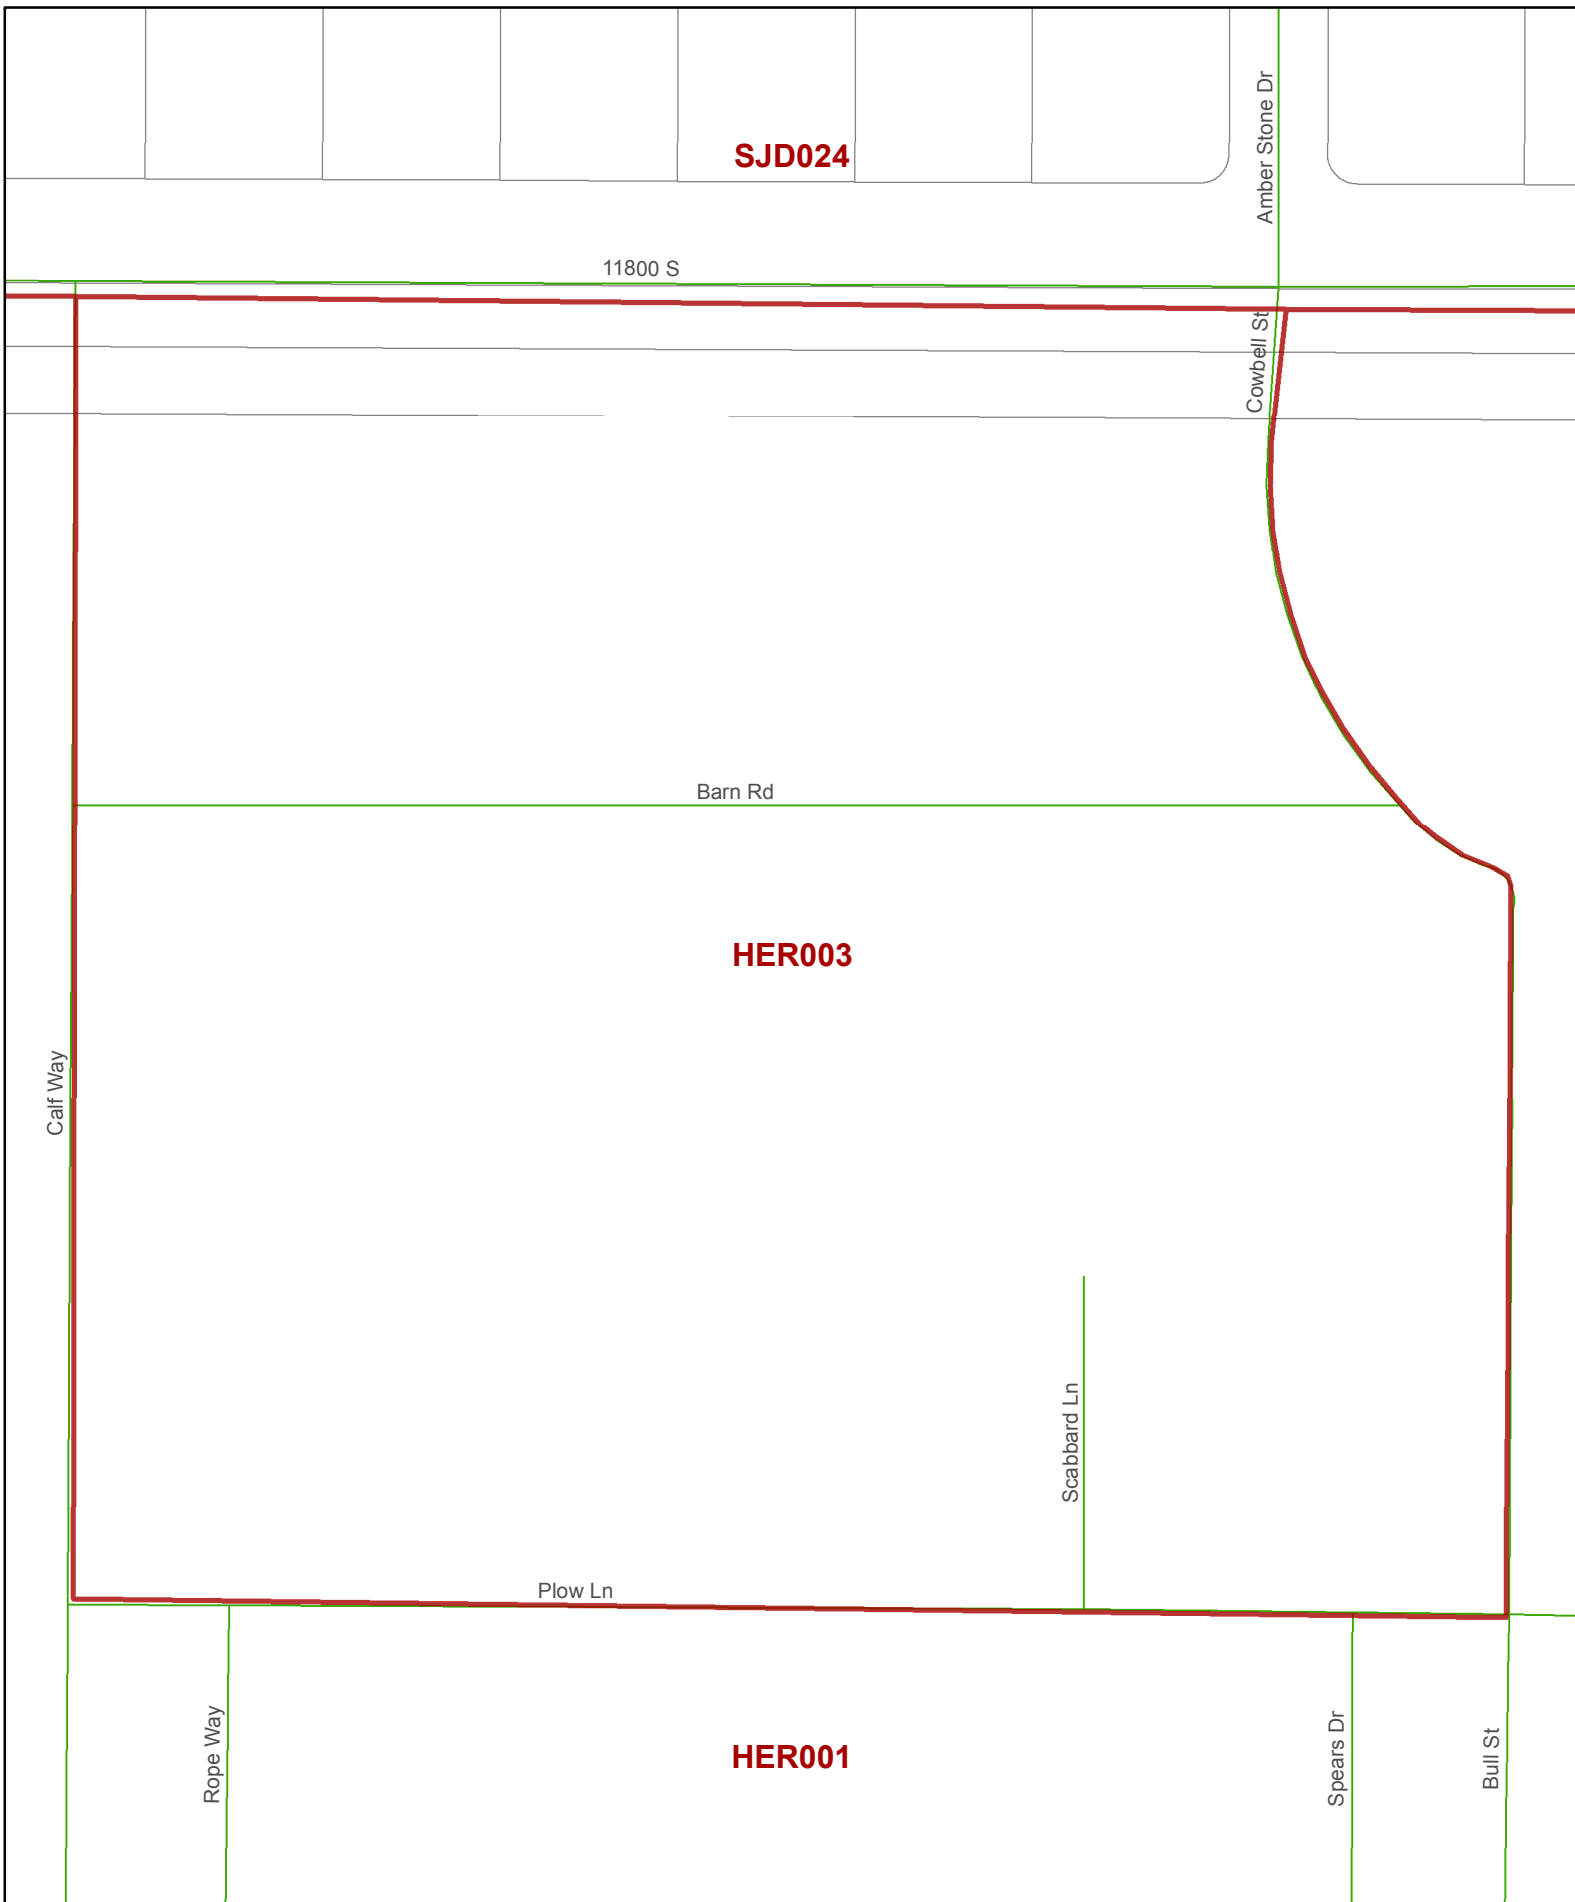 Amber Stone Dr
SJD024
11800 S
Cowbell St
Barn Rd
HER003
Calf Way
Scabbard Ln
Plow Ln
Rope Way
HER001
Spears Dr
Bull St